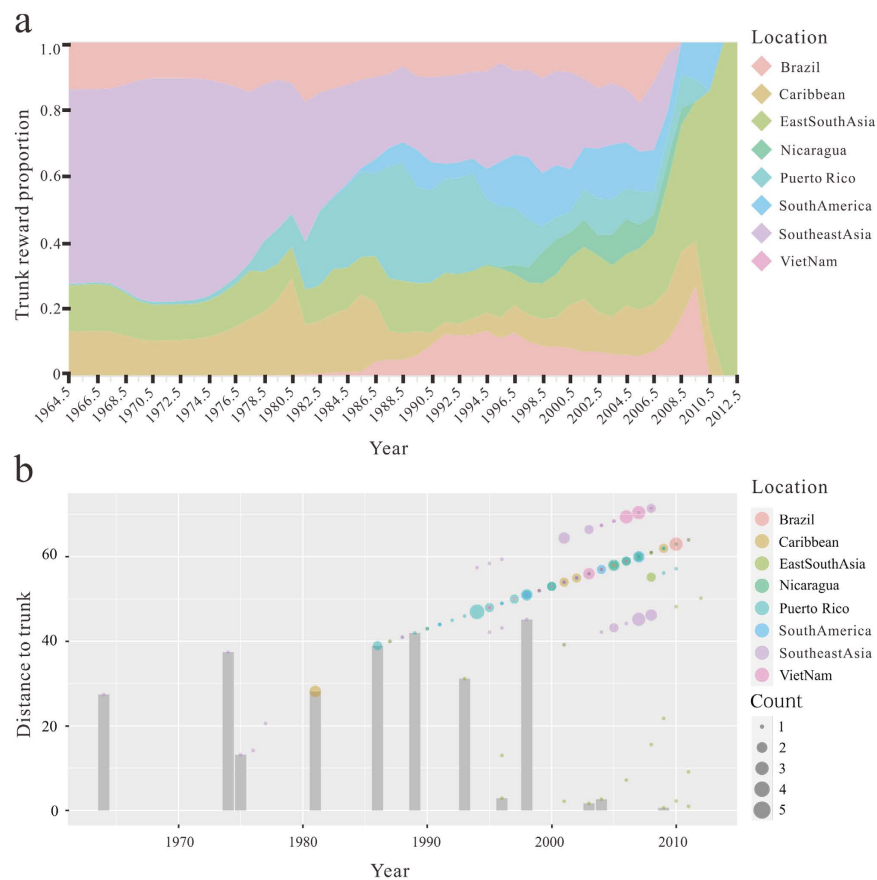 a
Trunk reward proportion
1.0
0.8
0.6
0.4
0.2
0
1964.5
1966.5
1968.5
1970.5
1972.5
1974.5
1976.5
1978.5
1980.5
1982.5
1984.5
1986.5
1988.5
1990.5
1992.5
1994.5
1996.5
1998.5
2000.5
2002.5
2004.5
2006.5
2008.5
2010.5
2012.5
Year
Location
Brazil
Caribbean
EastSouthAsia
Nicaragua
Puerto Rico
SouthAmerica
SoutheastAsia
VietNam
b
Distance to trunk
60
40
20
0
1970
1980
1990
2000
2010
Year
Location
Brazil
Caribbean
EastSouthAsia
Nicaragua
Puerto Rico
SouthAmerica
SoutheastAsia
VietNam
Count
1
2
3
4
5